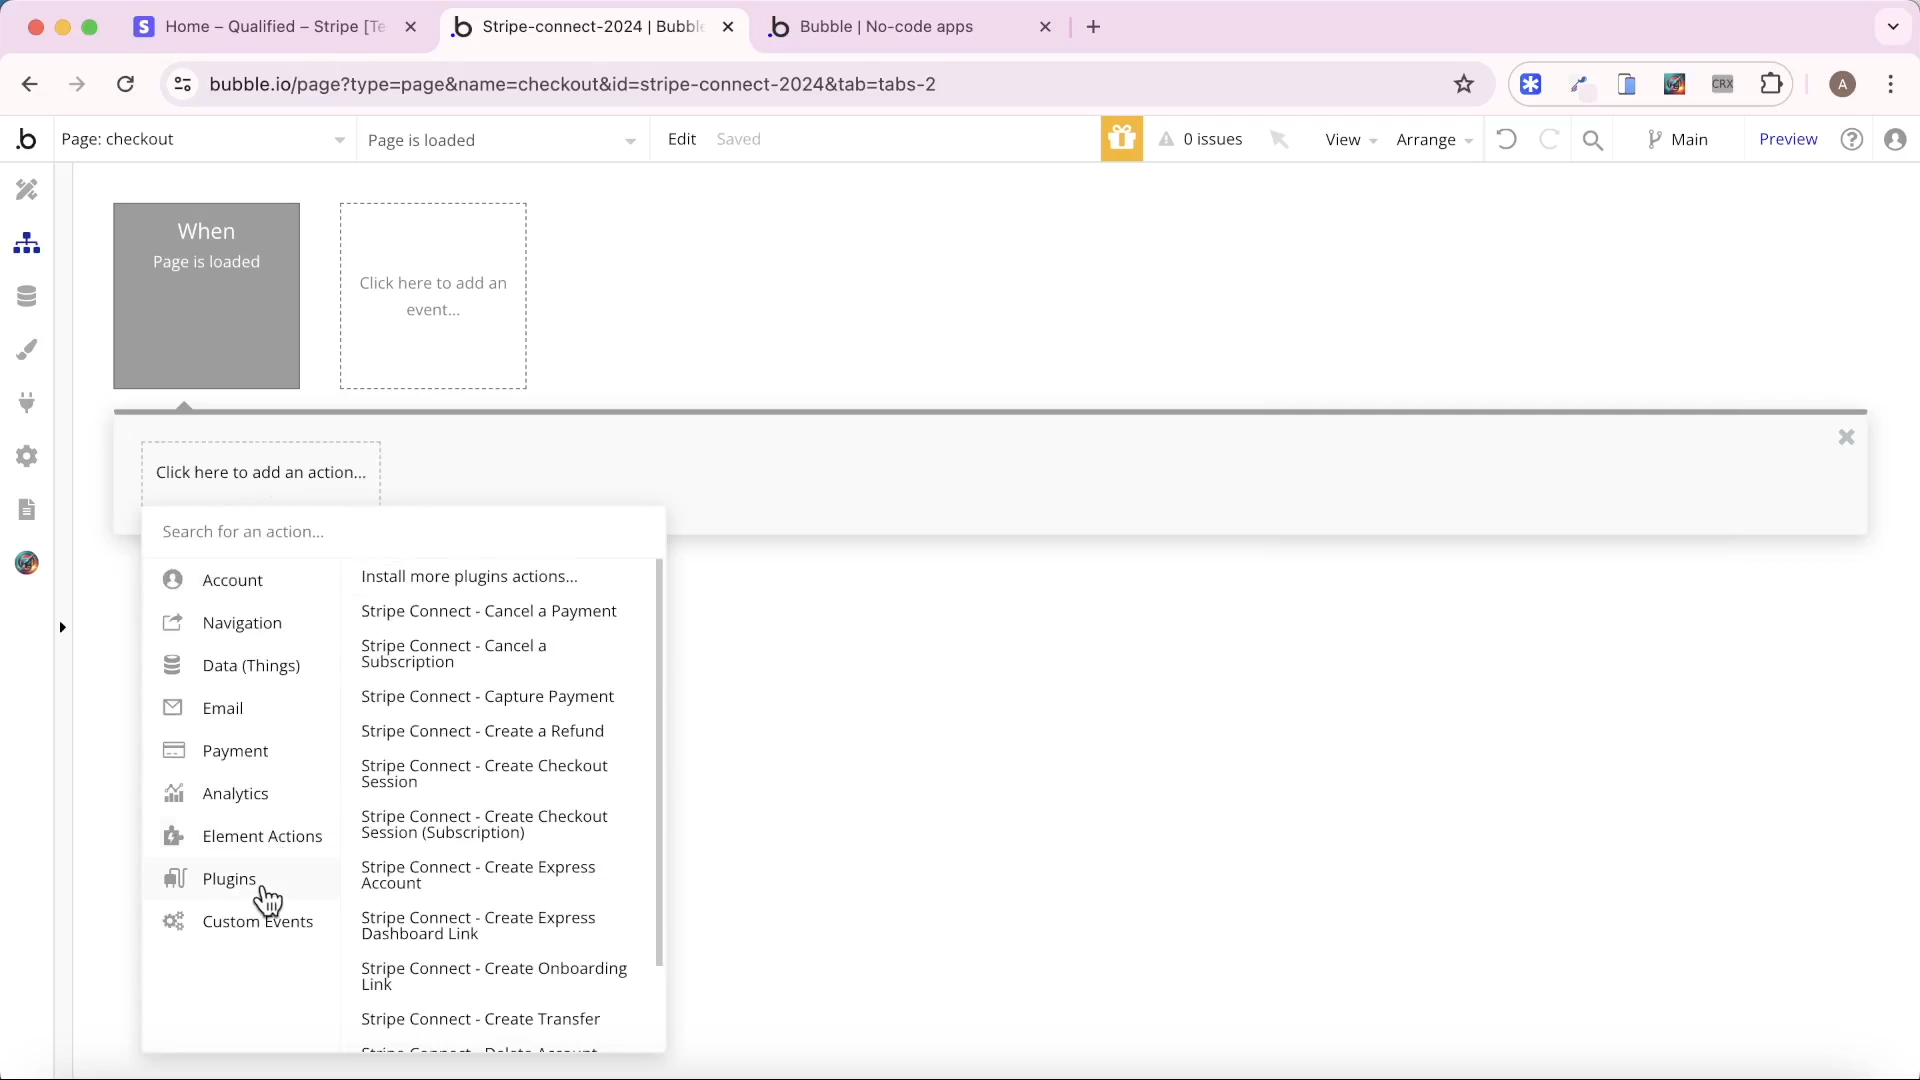 Home – Qualified – Stripe [Te
Stripe-connect-2024 | Bubble
Bubble | No-code apps
bubble.io/page?type=page&name=checkout&id=stripe-connect-2024&tab=tabs-2
CRX
A
Page: checkout
Page is loaded
Edit
Saved
0 issues
View
Arrange
Main
Preview
When
Page is loaded
Click here to add an
event...
Click here to add an action...
Search for an action...
Account
Navigation
Data (Things)
Email
Payment
Analytics
Element Actions
Plugins
Custom Events
Install more plugins actions...
Stripe Connect - Cancel a Payment
Stripe Connect - Cancel a
Subscription
Stripe Connect - Capture Payment
Stripe Connect - Create a Refund
Stripe Connect - Create Checkout
Session
Stripe Connect - Create Checkout
Session (Subscription)
Stripe Connect - Create Express
Account
Stripe Connect - Create Express
Dashboard Link
Stripe Connect - Create Onboarding
Link
Stripe Connect - Create Transfer
Stripe Connect - Delete Account